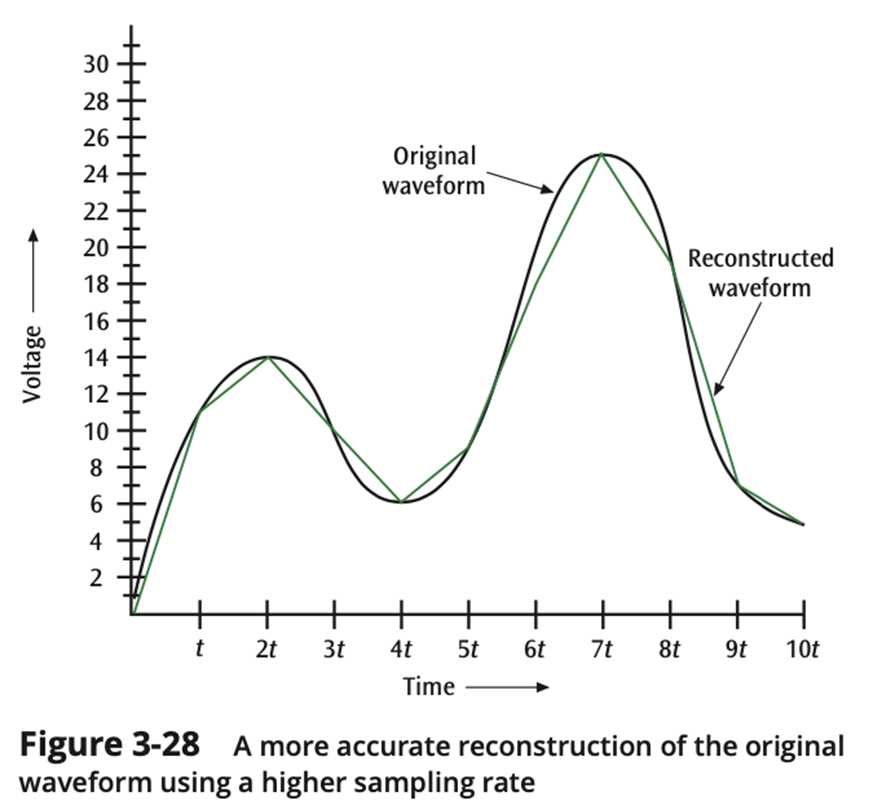 30
28
26
24
22
20
18
16
14
12
10
8
6
4
2
Voltage
Original
waveform
Reconstructed
waveform
t
2t
3t
4t
5t
6t
7t
8t
9t
10t
Time
Figure 3-28 A more accurate reconstruction of the original
waveform using a higher sampling rate